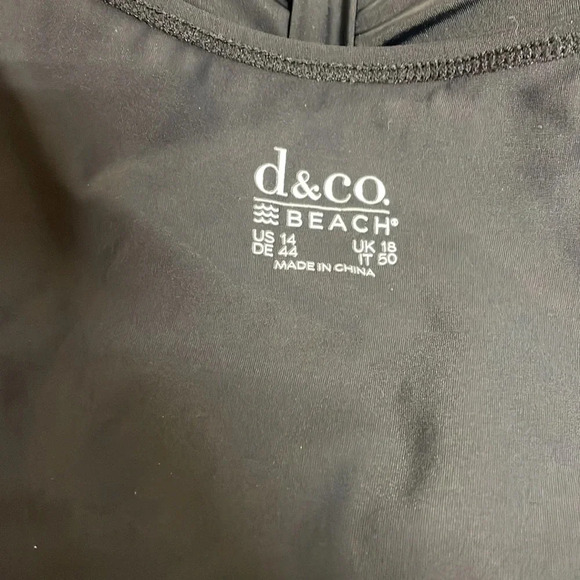 d&co.
BEACH®
US 14 UK 18
DE 44 IT 50
MADE IN CHINA